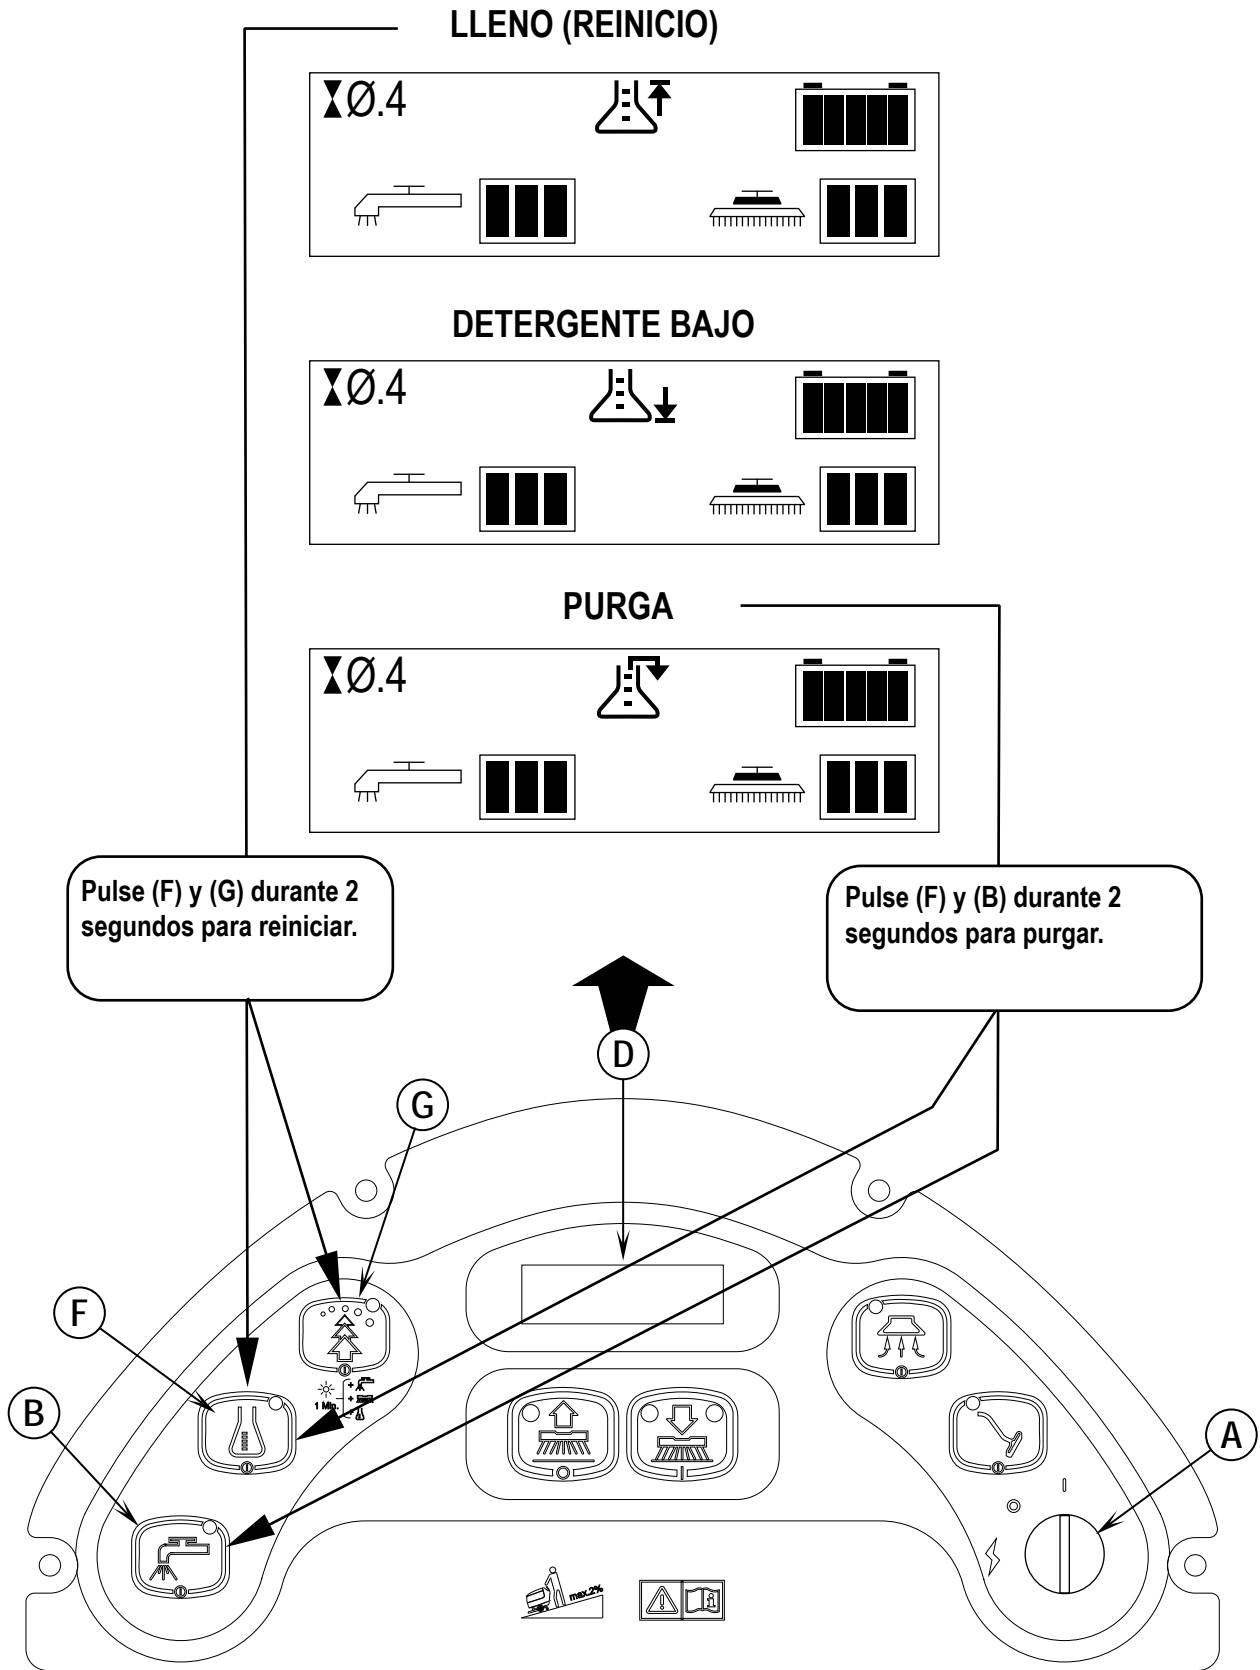 LLENO (REINICIO)
Ø.4
DETERGENTE BAJO
Ø.4
PURGA
Ø.4
Pulse (F) y (G) durante 2
segundos para reiniciar.
Pulse (F) y (B) durante 2
segundos para purgar.
D
G
F
1 Min.
+
+
+
B
A
max.2%